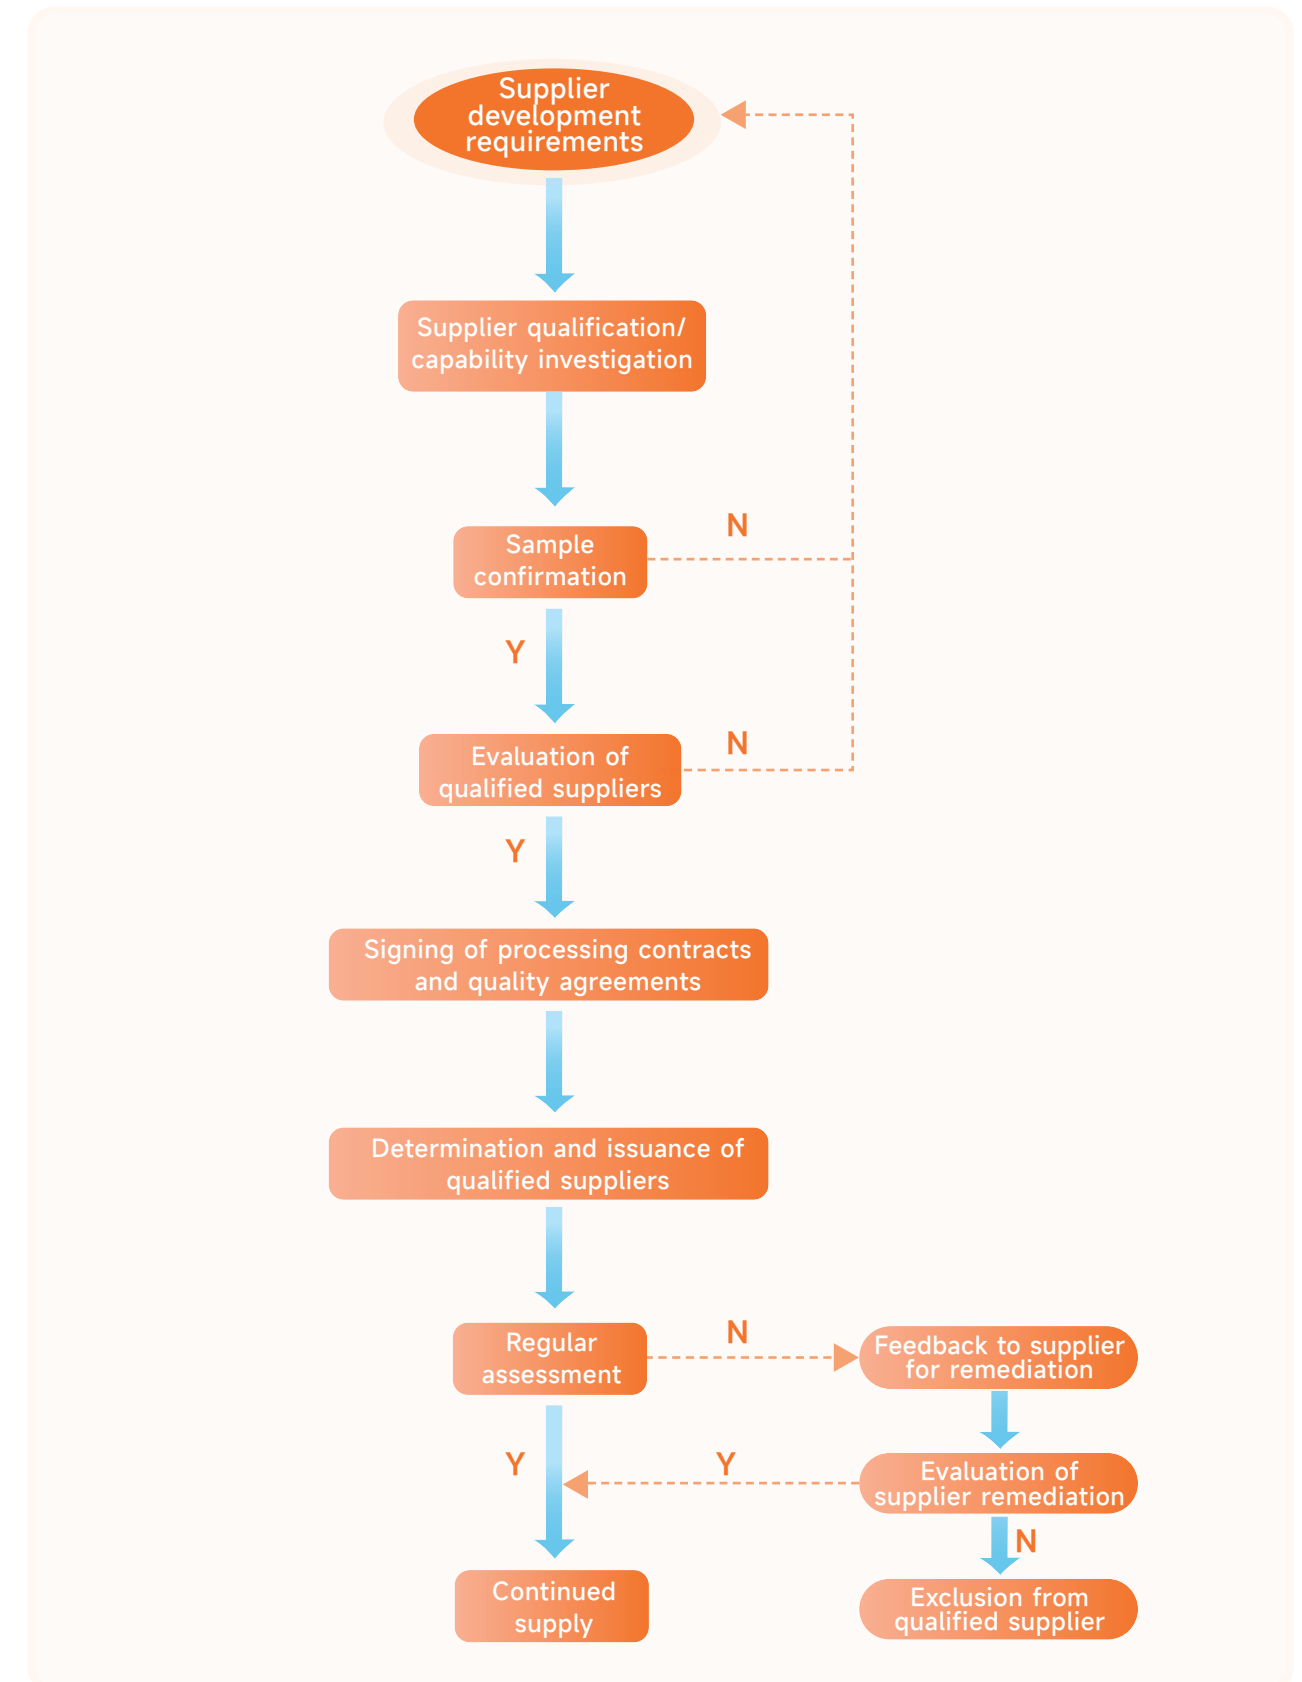 Supplier
development
requirements
Supplier qualification/
capability investigation
N
Sample
confirmation
Y
N
Evaluation of
qualified suppliers
Y
Signing of processing contracts
and quality agreements
Determination and issuance of
qualified suppliers
Regular
assessment
N
Feedback to supplier
for remediation
Y
Y
Evaluation of
supplier remediation
N
Continued
supply
Exclusion from
qualified supplier